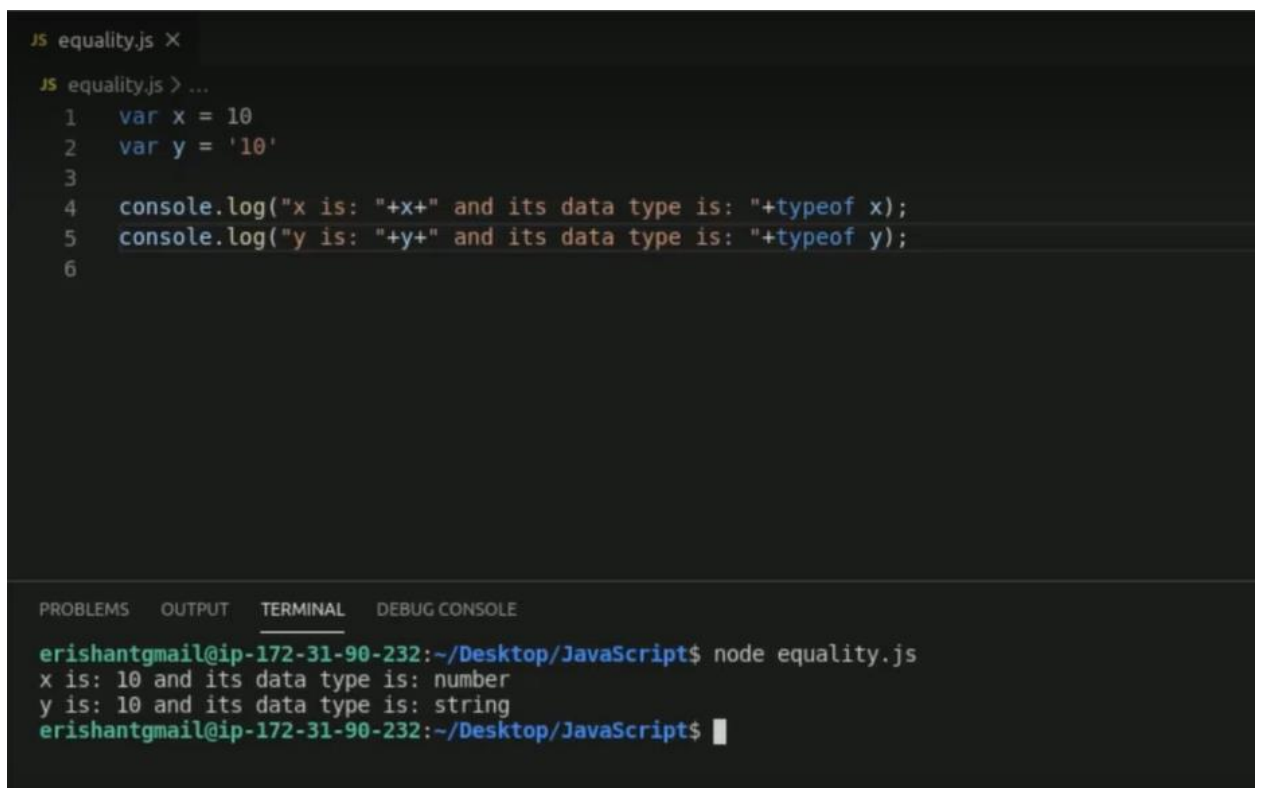 JS equality.js ×
JS equality.js > ...
1 var x = 10
2 var y = '10'
3
4 console.log("x is: "+x+" and its data type is: "+typeof x);
5 console.log("y is: "+y+" and its data type is: "+typeof y);
6
PROBLEMS OUTPUT TERMINAL DEBUG CONSOLE
erishantgmail@ip-172-31-90-232:~/Desktop/JavaScript$ node equality.js
x is: 10 and its data type is: number
y is: 10 and its data type is: string
erishantgmail@ip-172-31-90-232:~/Desktop/JavaScript$